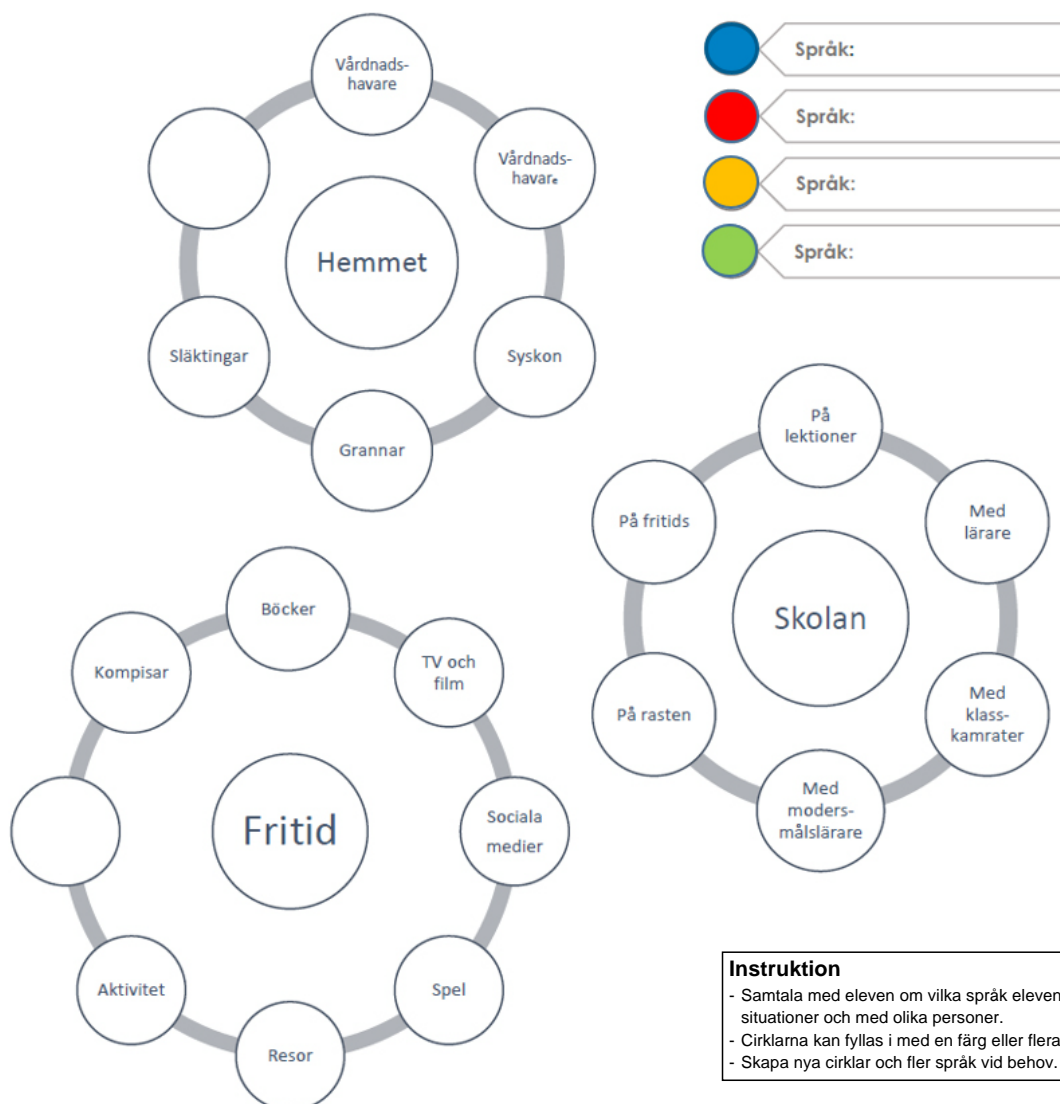 Vårdnads-
havare
Vårdnads-
havare
Hemmet
Släktingar
Syskon
Grannar
Språk:
Språk:
Språk:
Språk:
På
lektioner
På fritids
Med
lärare
Skolan
På rasten
Med
klass-
kamrater
Med
moders-
målslärare
Böcker
Kompisar
TV och
film
Fritid
Sociala
medier
Aktivitet
Spel
Resor
Instruktion
- Samtala med eleven om vilka språk eleven
situationer och med olika personer.
- Cirklarna kan fyllas i med en färg eller flera
- Skapa nya cirklar och fler språk vid behov.